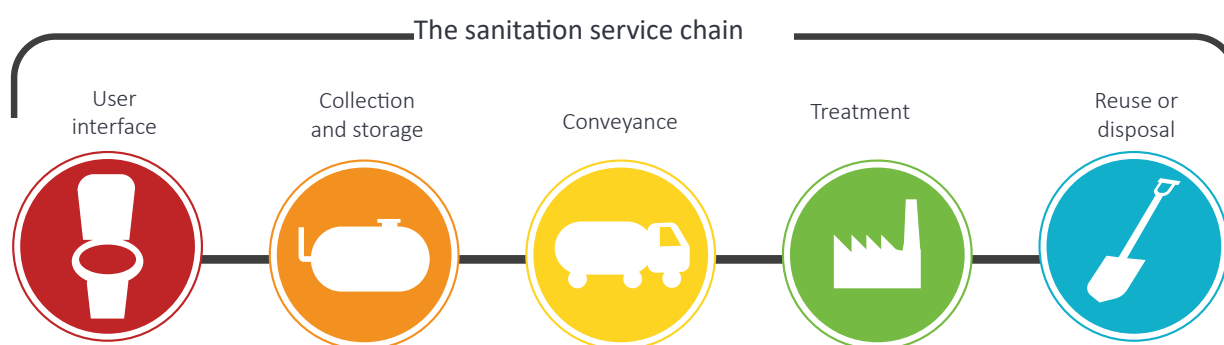 The sanitation service chain
User
interface
Collection
and storage
Conveyance
Treatment
Reuse or
disposal